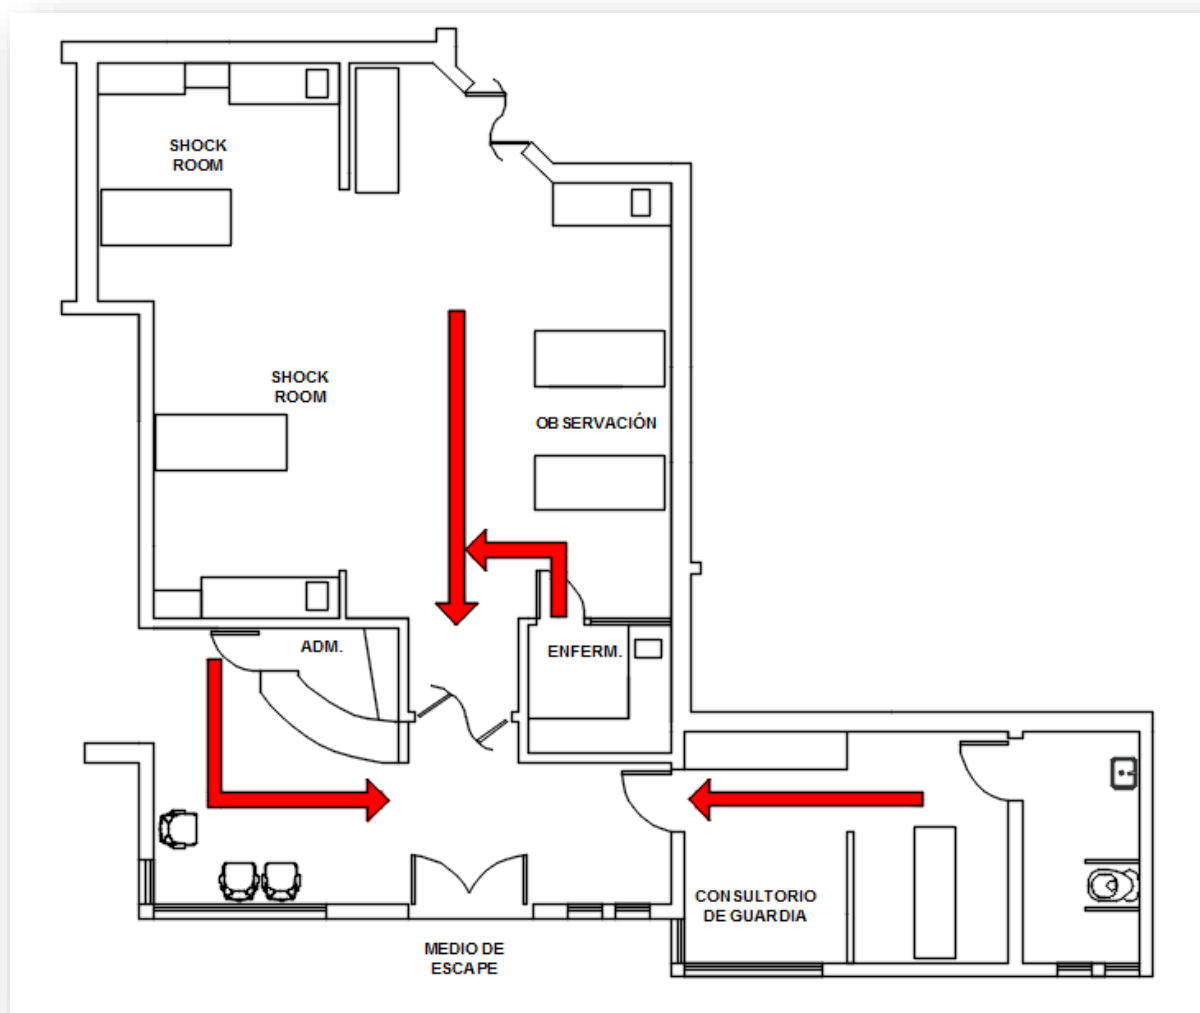 SHOCK
ROOM
SHOCK
ROOM
OBSERVACIÓN
ADM.
ENFERM.
CONSULTORIO
DE GUARDIA
MEDIO DE
ESCAPE